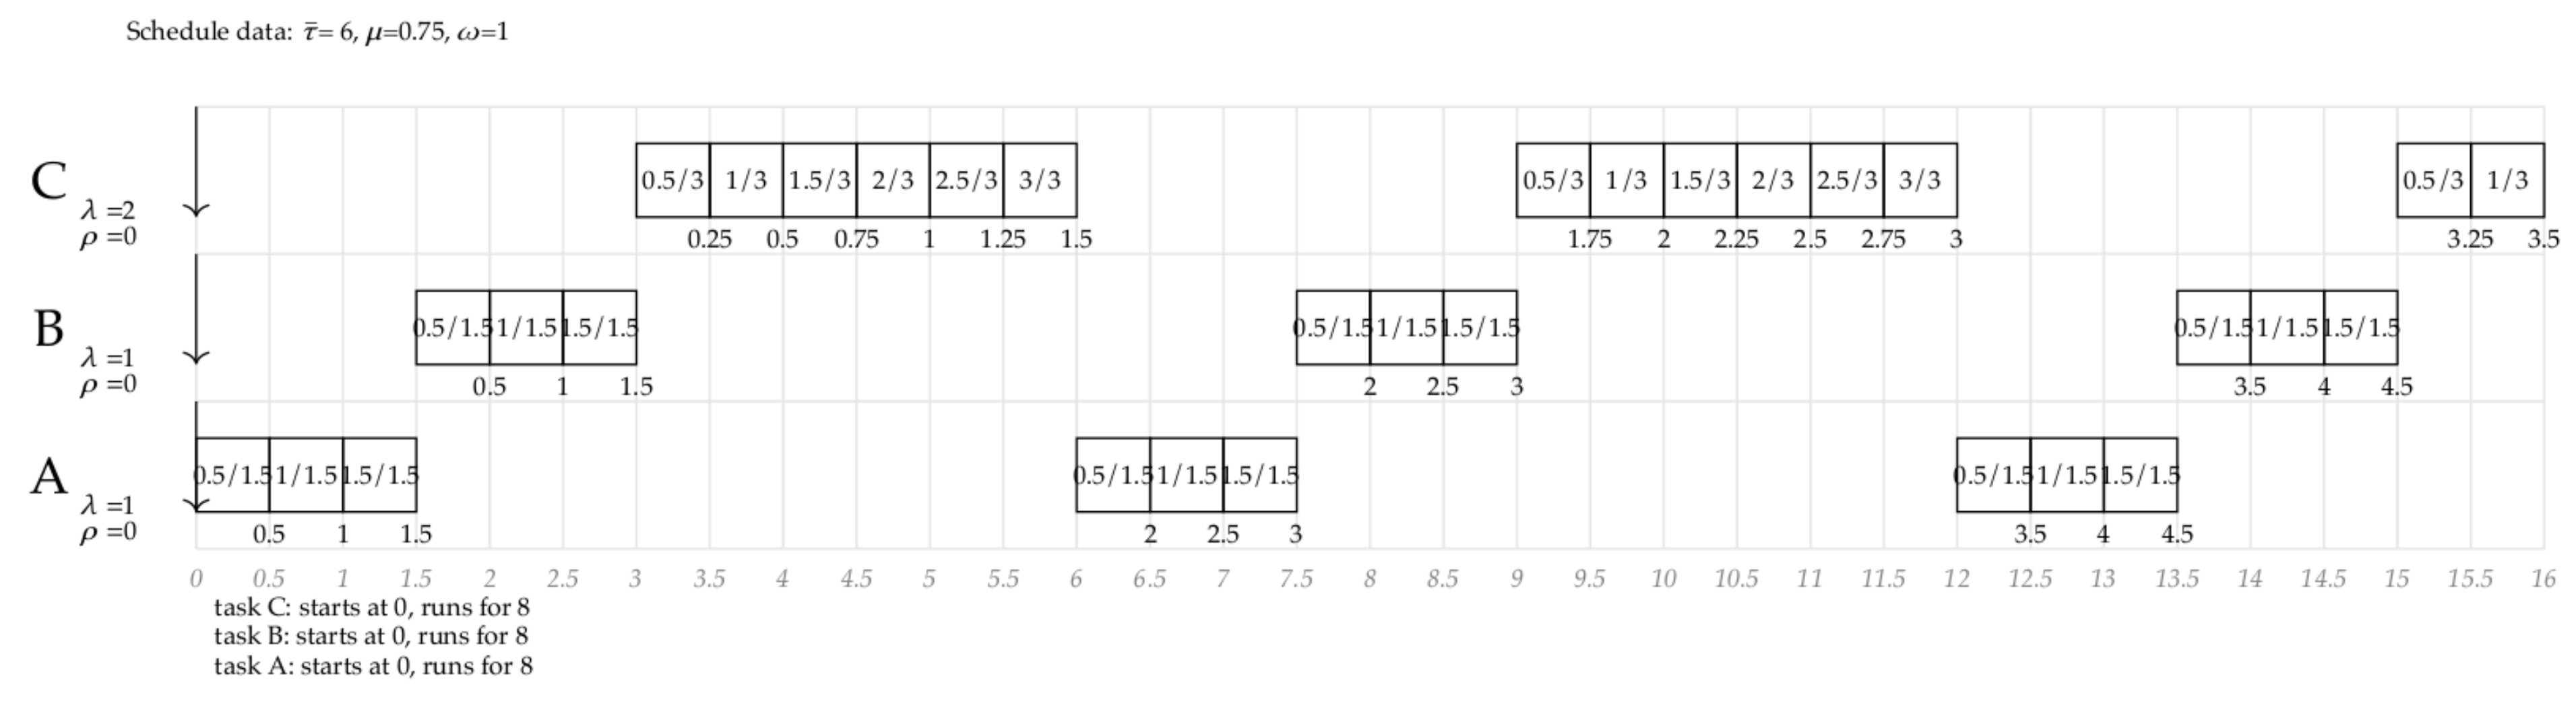 Schedule data: τ̄= 6, μ=0.75, ω=1
C
λ =2
ρ =0
0.5/3 1/3 1.5/3 2/3 2.5/3 3/3 0.5/3 1/3 1.5/3 2/3 2.5/3 3/3 0.5/3 1/3
0.25 0.5 0.75 1 1.25 1.5 1.75 2 2.25 2.5 2.75 3 3.25 3.5
B
λ =1
ρ =0
0.5/1.5 1/1.5 1.5/1.5 0.5/1.5 1/1.5 1.5/1.5 0.5/1.5 1/1.5 1.5/1.5
0.5 1 1.5 2 2.5 3 3.5 4 4.5
A
λ =1
ρ =0
0.5/1.5 1/1.5 1.5/1.5 0.5/1.5 1/1.5 1.5/1.5 0.5/1.5 1/1.5 1.5/1.5
0.5 1 1.5 2 2.5 3 3.5 4 4.5
0 0.5 1 1.5 2 2.5 3 3.5 4 4.5 5 5.5 6 6.5 7 7.5 8 8.5 9 9.5 10 10.5 11 11.5 12 12.5 13 13.5 14 14.5 15 15.5 16
task C: starts at 0, runs for 8
task B: starts at 0, runs for 8
task A: starts at 0, runs for 8